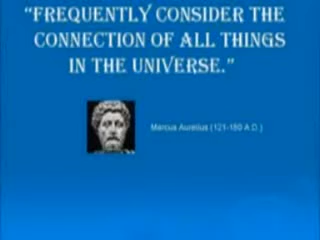 “FREQUENTLY CONSIDER THE
CONNECTION OF ALL THINGS
IN THE UNIVERSE.”
Marcus Aurelius (121-180 A.D.)